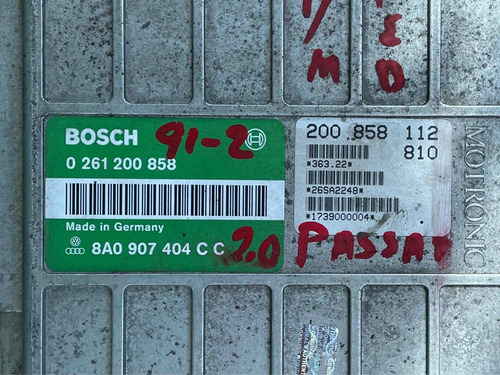 BOSCH 91-2
0 261 200 858
Made in Germany
8A0 907 404 C C 2.0 PASSAT
200 858 112
810
*363.22*
*26SA2248*
*1739000004*
MOTRONIC